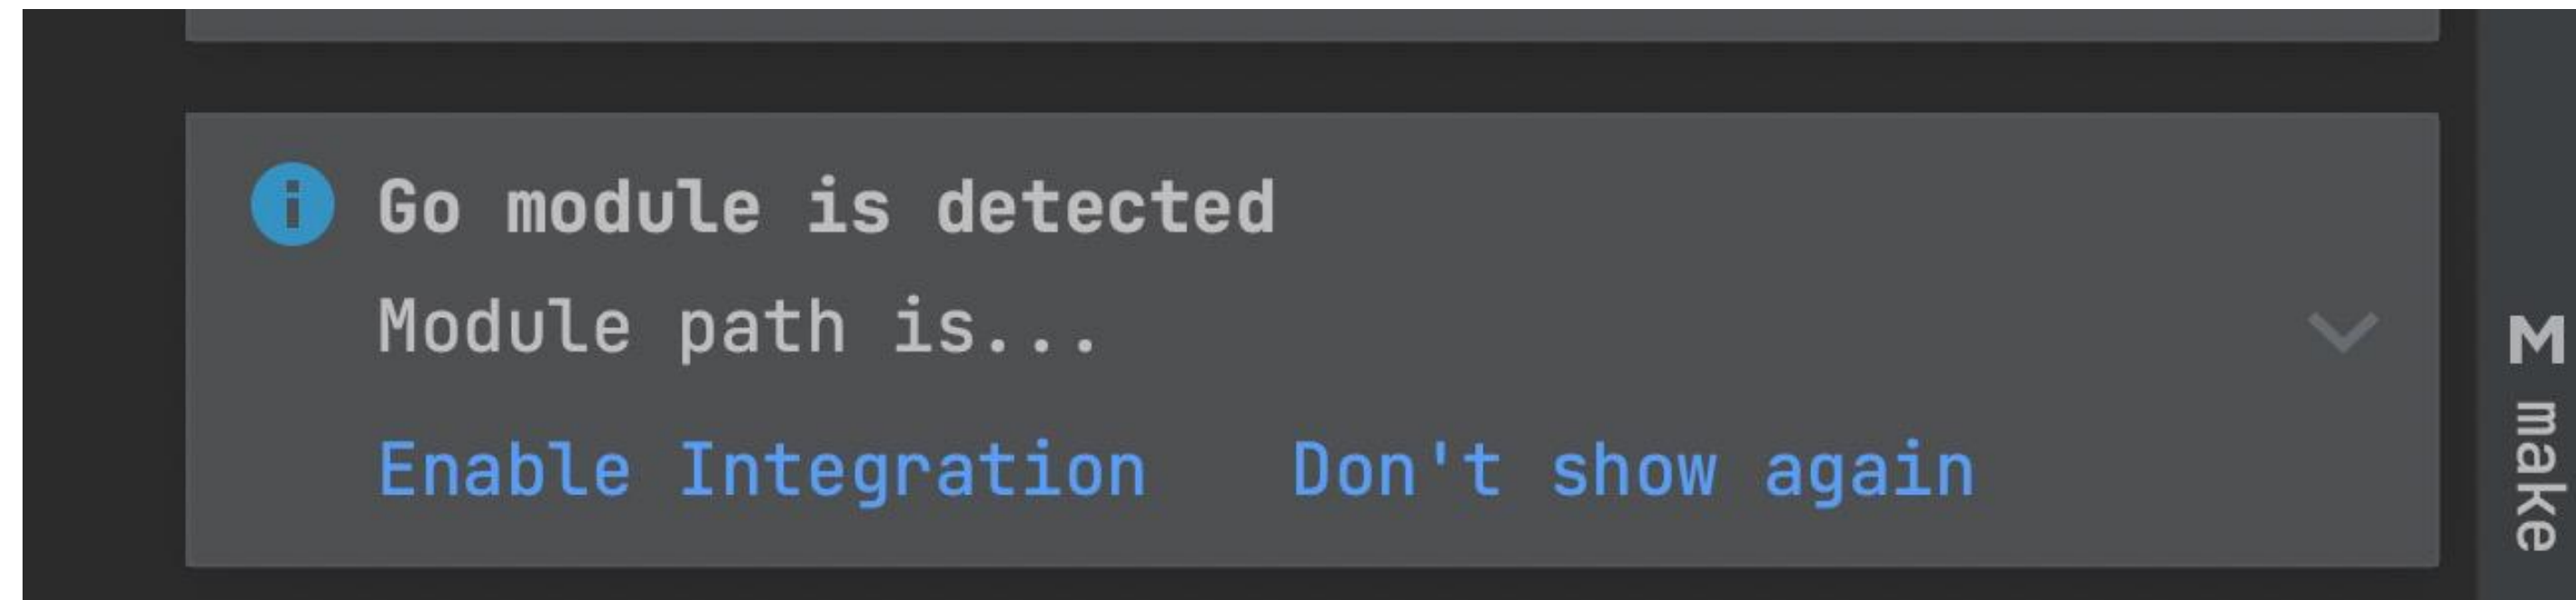 Go module is detected
Module path is...
Enable Integration Don't show again
M make